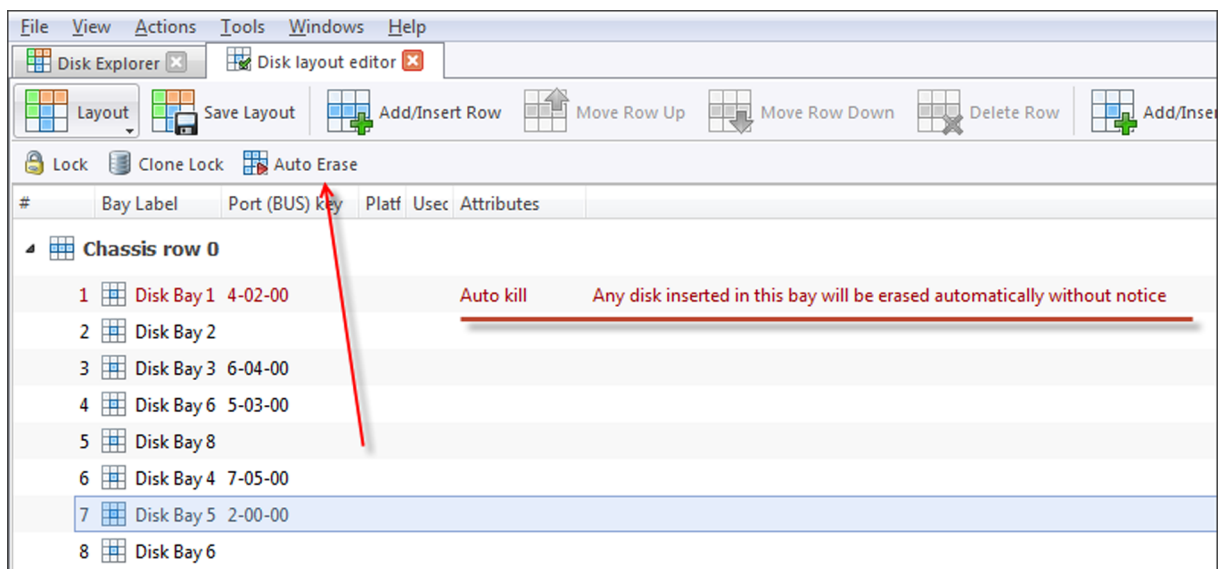 File View Actions Tools Windows Help
Disk Explorer Disk layout editor
Layout Save Layout Add/Insert Row Move Row Up Move Row Down Delete Row Add/Inser
Lock Clone Lock Auto Erase
# Bay Label Port (BUS) key Platf Usec Attributes
Chassis row 0
1 Disk Bay 1 4-02-00 Auto kill Any disk inserted in this bay will be erased automatically without notice
2 Disk Bay 2
3 Disk Bay 3 6-04-00
4 Disk Bay 6 5-03-00
5 Disk Bay 8
6 Disk Bay 4 7-05-00
7 Disk Bay 5 2-00-00
8 Disk Bay 6